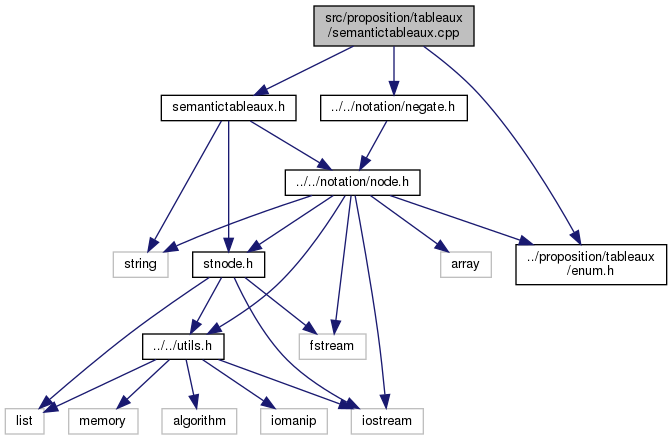 src/proposition/tableaux
/semantictableaux.cpp
semantictableaux.h
../../notation/negate.h
../../notation/node.h
string
stnode.h
array
../proposition/tableaux
/enum.h
../../utils.h
fstream
list
memory
algorithm
iomanip
iostream